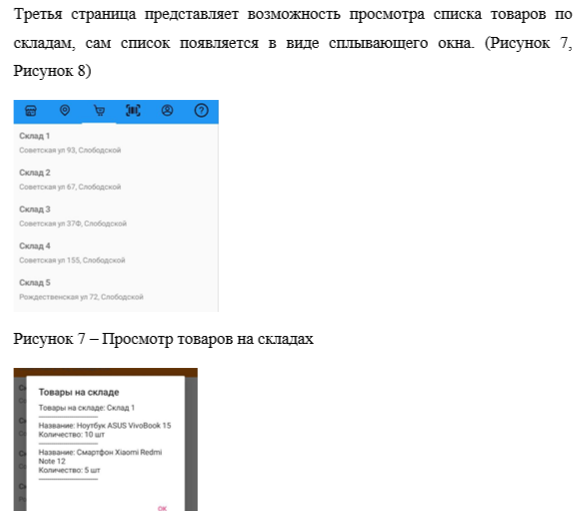 Третья страница представляет возможность просмотра списка товаров по
складам, сам список появляется в виде сплывающего окна. (Рисунок 7,
Рисунок 8)
Склад 1
Советская ул 93, Слободской
Склад 2
Советская ул 67, Слободской
Склад 3
Советская ул 37Ф, Слободской
Склад 4
Советская ул 155, Слободской
Склад 5
Рождественская ул 72, Слободской
Рисунок 7 – Просмотр товаров на складах
Товары на складе
Товары на складе: Склад 1
Название: Ноутбук ASUS VivoBook 15
Количество: 10 шт
Название: Смартфон Xiaomi Redmi
Note 12
Количество: 5 шт
ОК